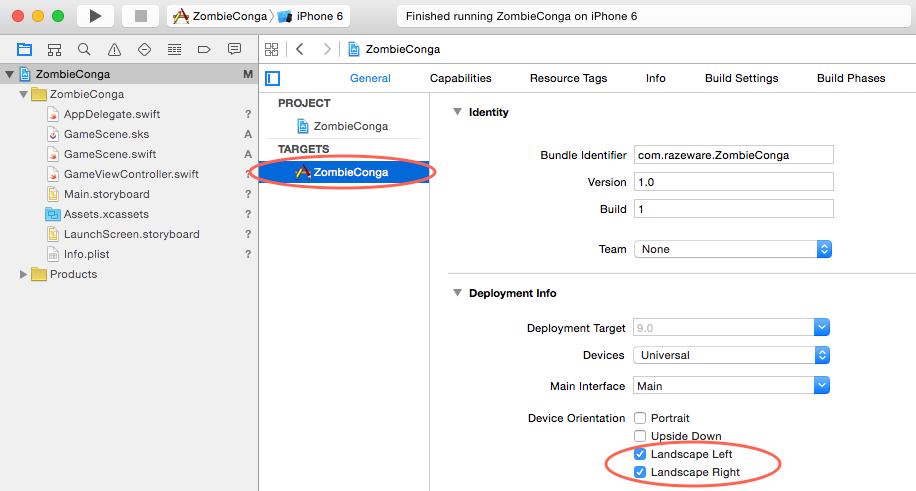 ZombieConga
iPhone 6
Finished running ZombieConga on iPhone 6
ZombieConga
ZombieConga M
ZombieConga
AppDelegate.swift ?
GameScene.sks A
GameScene.swift A
GameViewController.swift ?
Main.storyboard ?
Assets.xcassets ?
LaunchScreen.storyboard ?
Info.plist ?
Products
General Capabilities Resource Tags Info Build Settings Build Phases
PROJECT
ZombieConga
TARGETS
ZombieConga
Identity
Bundle Identifier com.razeware.ZombieConga
Version 1.0
Build 1
Team None
Deployment Info
Deployment Target 9.0
Devices Universal
Main Interface Main
Device Orientation Portrait
Upside Down
Landscape Left
Landscape Right